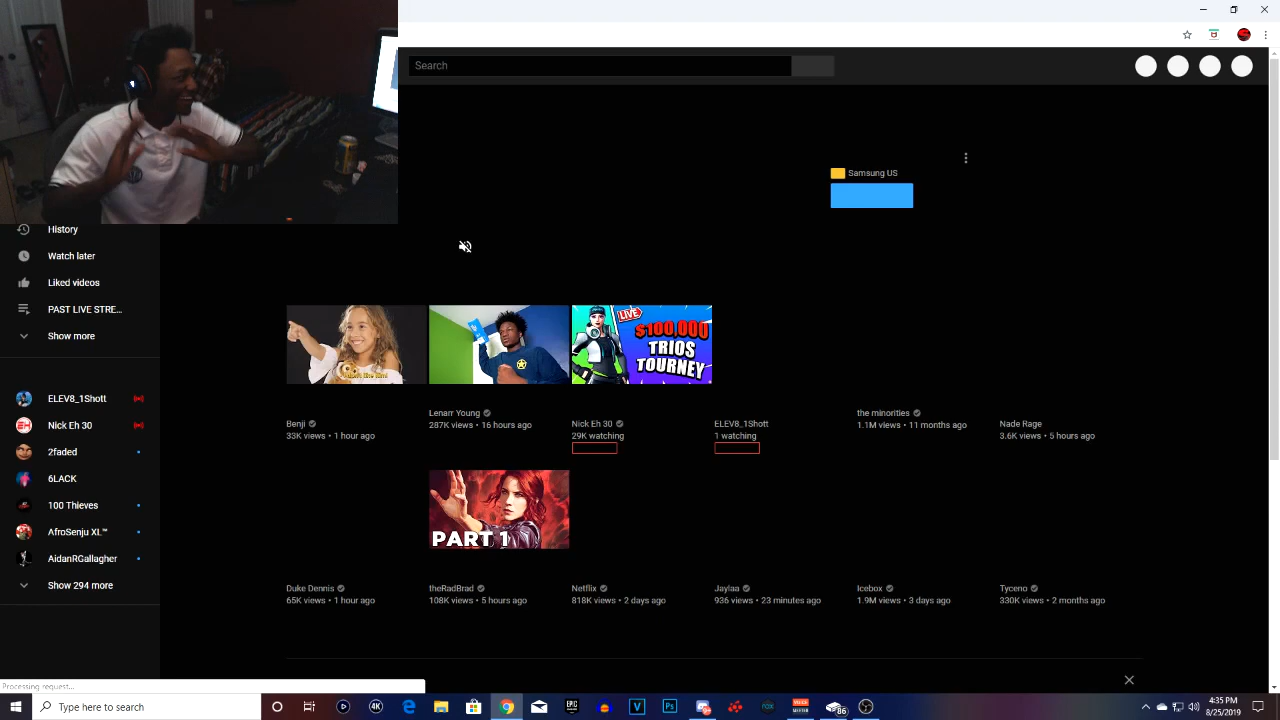 Search
Samsung US
History
Watch later
Liked videos
PAST LIVE STRE...
Show more
ELEV8_1Shott
Nick Eh 30
2faded
6LACK
100 Thieves
AfroSenju XL™
AidanRGallagher
Show 294 more
LIVE
$100,000
TRIOS
TOURNEY
Benji
33K views • 1 hour ago
Lenarr Young
287K views • 16 hours ago
Nick Eh 30
29K watching
ELEV8_1Shott
1 watching
the minorities
1.1M views • 11 months ago
Nade Rage
3.6K views • 5 hours ago
PART 1
Duke Dennis
65K views • 1 hour ago
theRadBrad
108K views • 5 hours ago
Netflix
818K views • 2 days ago
Jaylaa
936 views • 23 minutes ago
Icebox
1.9M views • 3 days ago
Tyceno
330K views • 2 months ago
Processing request...
Type here to search
4K
EPIC
86
4:35 PM
8/25/2019